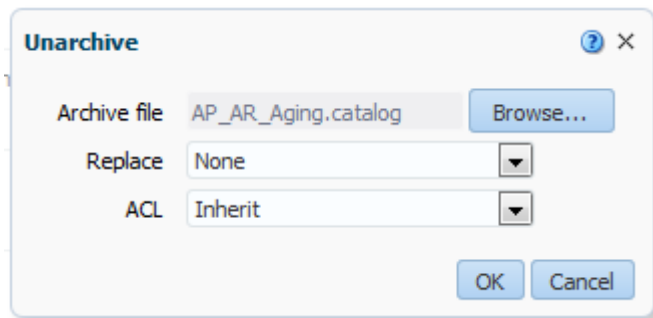 Unarchive
Archive file AP_AR_Aging.catalog Browse...
Replace None
ACL Inherit
OK Cancel